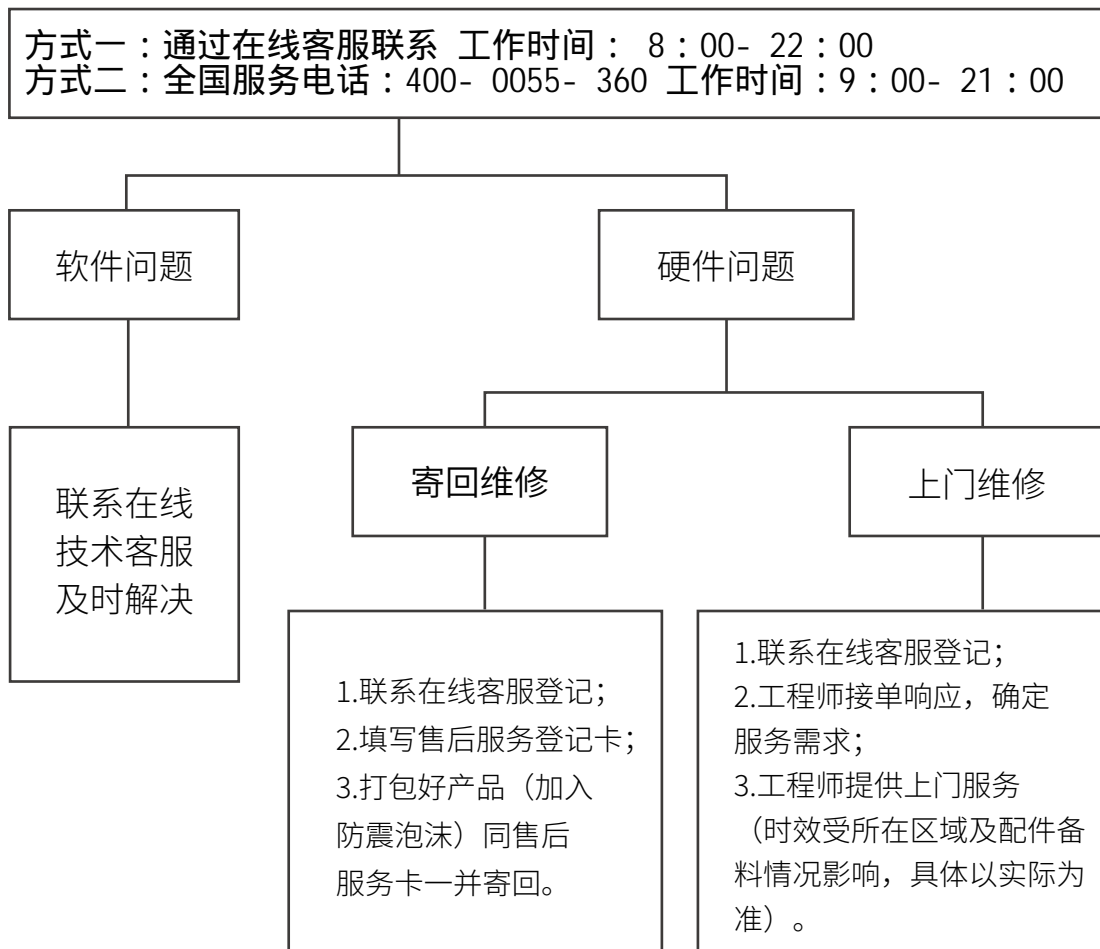 方式一：通过在线客服联系 工作时间： 8：00- 22：00
方式二：全国服务电话：400- 0055- 360 工作时间：9：00- 21：00
软件问题
硬件问题
联系在线
技术客服
及时解决
寄回维修
上门维修
1.联系在线客服登记；
2.填写售后服务登记卡；
3.打包好产品（加入
防震泡沫）同售后
服务卡一并寄回。
1.联系在线客服登记；
2.工程师接单响应，确定
服务需求；
3.工程师提供上门服务
（时效受所在区域及配件备
料情况影响，具体以实际为
准）。